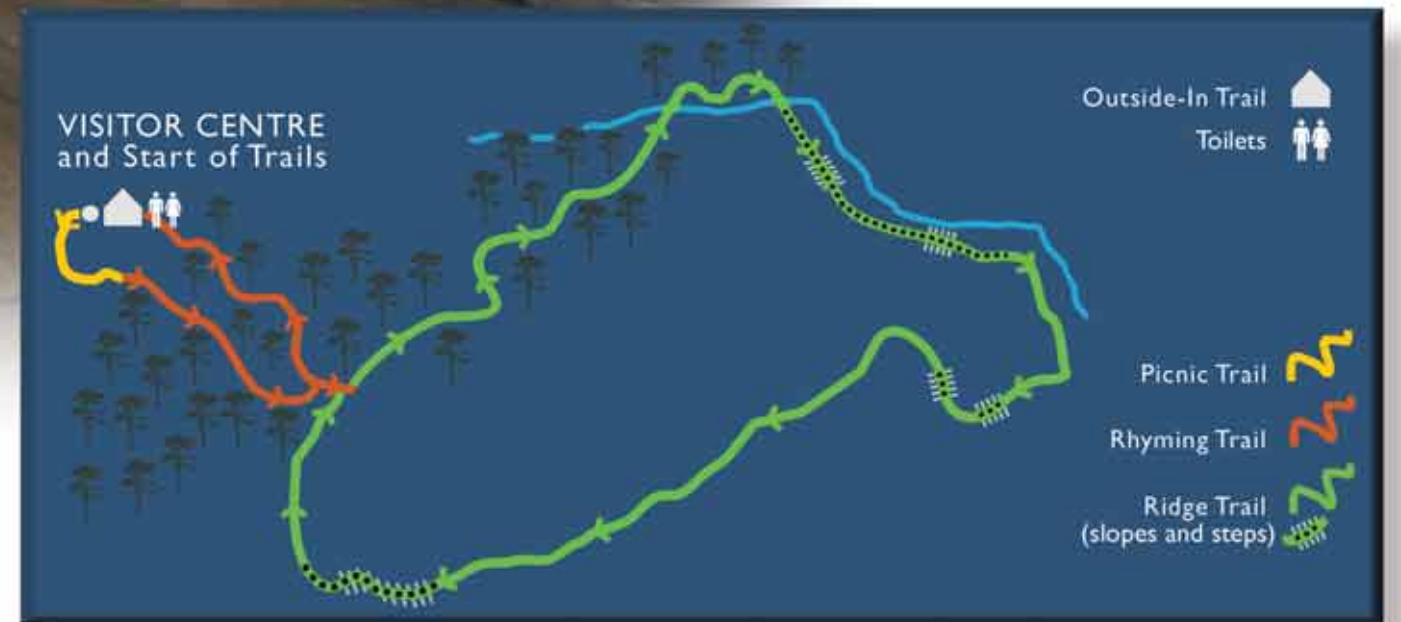 VISITOR CENTRE
and Start of Trails
Outside-In Trail
Toilets
Picnic Trail
Rhyming Trail
Ridge Trail
(slopes and steps)